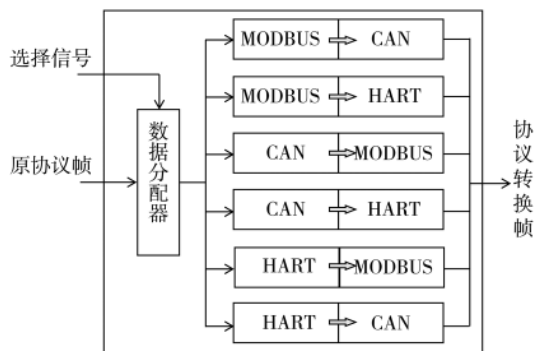 选择信号
原协议帧
数据分配器
MODBUS ⇨ CAN
MODBUS ⇨ HART
CAN ⇨ MODBUS
CAN ⇨ HART
HART ⇨ MODBUS
HART ⇨ CAN
协议转换帧